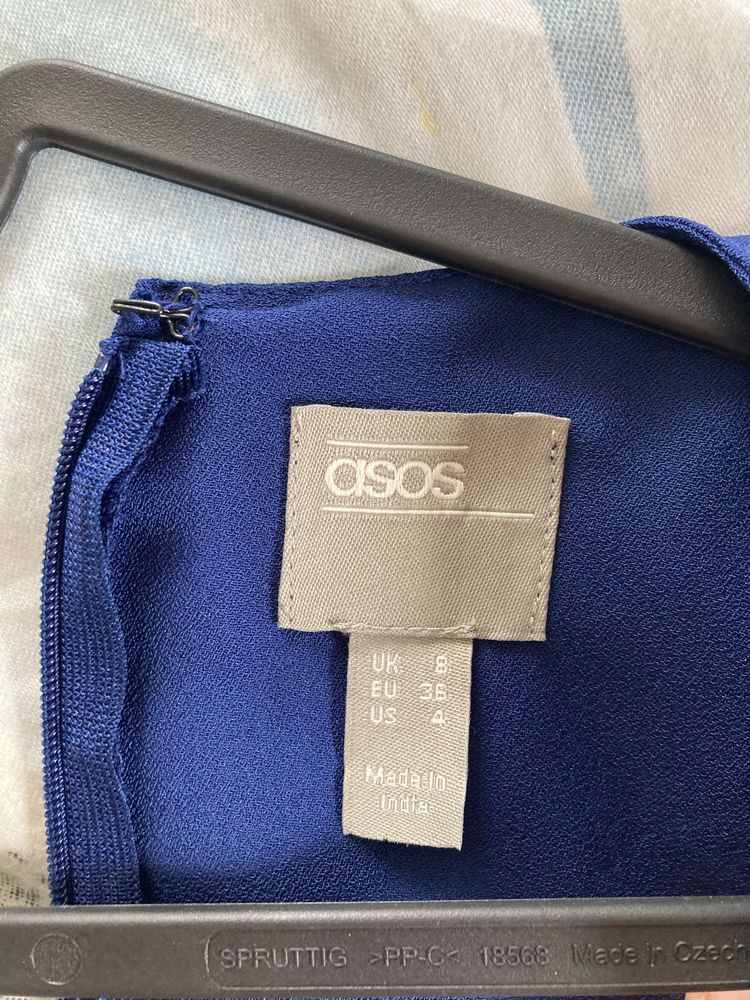 asos
UK 8
EU 36
US 4
Made In
India
SPRUTTIG >PP-C< 18568 Made in Czech